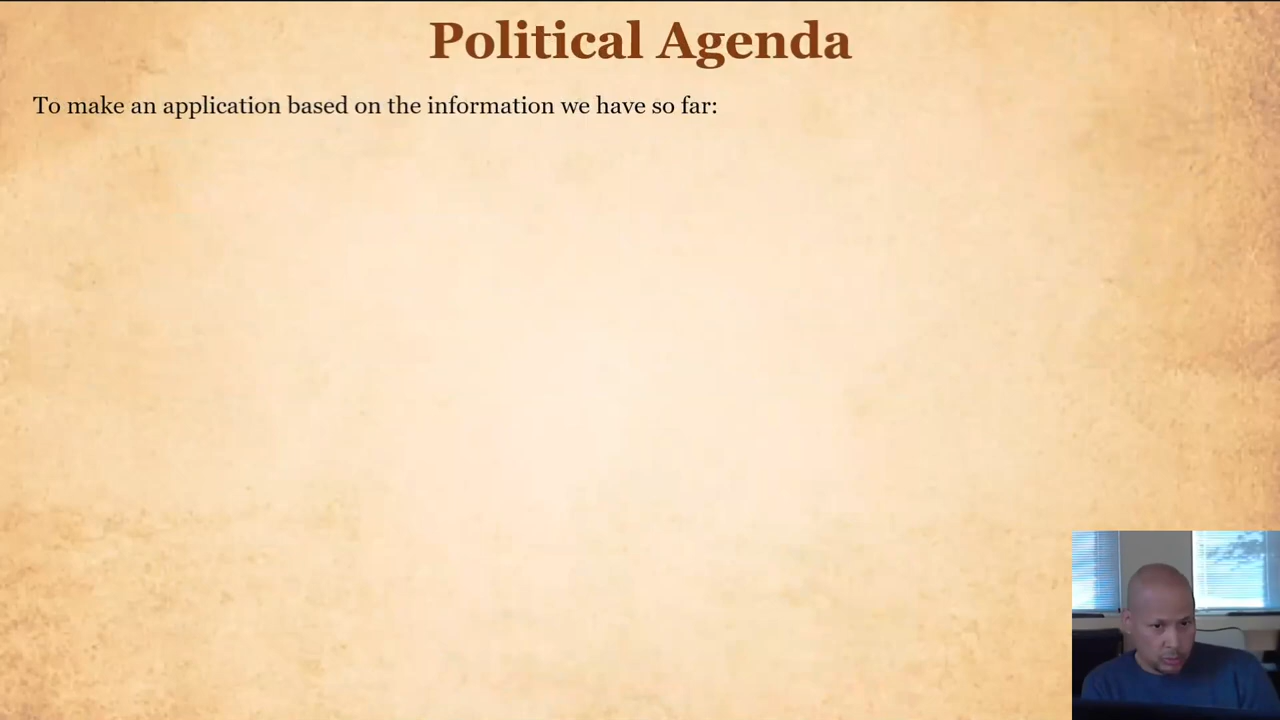 Political Agenda
To make an application based on the information we have so far: